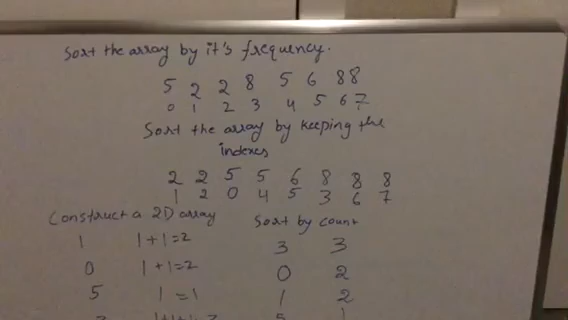 Sort the array by it's frequency.
5 2 2 8 5 6 8 8
0 1 2 3 4 5 6 7
Sort the array by keeping the
indexes
2 2 5 5 6 8 8 8
1 2 0 4 5 3 6 7
Construct a 2D array
1 1+1=2
0 1+1=2
5 1=1
Sort by count
3 3
0 2
1 2